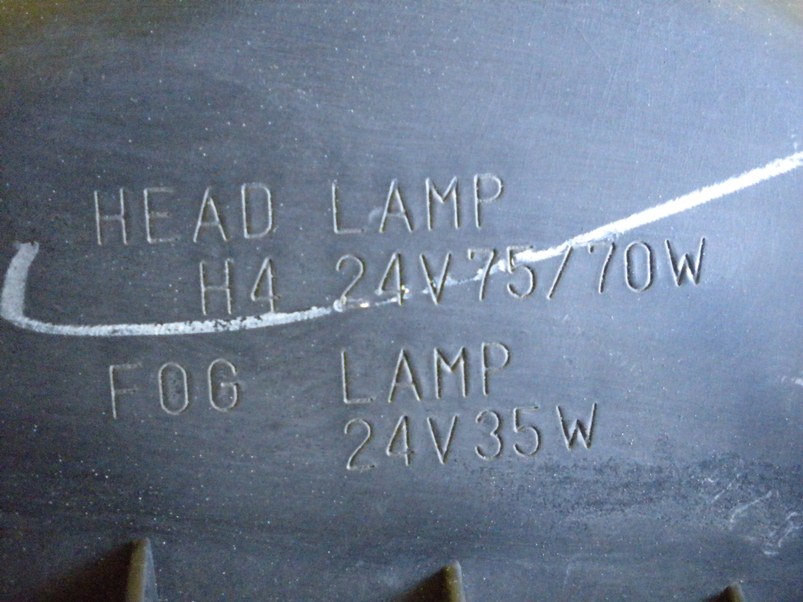 HEAD LAMP
H4 24V75/70W
FOG LAMP
24V35W